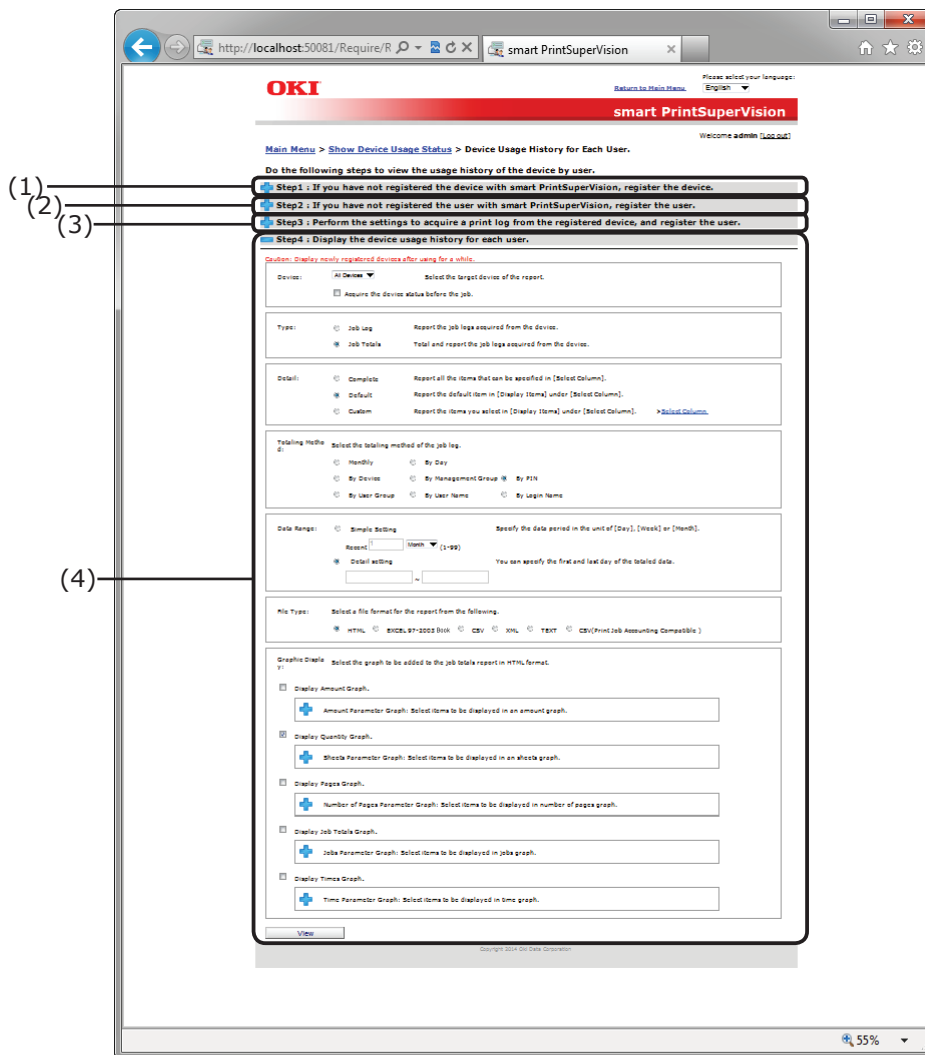 http://localhost:50081/Require/R
smart PrintSuperVision
OKI
Return to Main Menu
Please select your language:
English
smart PrintSuperVision
Welcome admin [Log out]
Main Menu > Show Device Usage Status > Device Usage History for Each User.
Do the following steps to view the usage history of the device by user.
(1)
Step1 : If you have not registered the device with smart PrintSuperVision, register the device.
(2)
Step2 : If you have not registered the user with smart PrintSuperVision, register the user.
(3)
Step3 : Perform the settings to acquire a print log from the registered device, and register the user.
Step4 : Display the device usage history for each user.
Caution: Display newly registered devices after using for a while.
Device: All Devices Select the target device of the report.
Acquire the device status before the job.
Type: Job Log Report the job logs acquired from the device.
Job Totals Total and report the job logs acquired from the device.
Detail: Complete Report all the items that can be specified in [Select Column].
Default Report the default item in [Display Items] under [Select Column].
Custom Report the items you select in [Display Items] under [Select Column]. >Select Column
Totaling Metho
d:
Select the totaling method of the job log.
Monthly By Day
By Device By Management Group By PIN
By User Group By User Name By Login Name
Data Range: Simple Setting Specify the data period in the unit of [Day], [Week] or [Month].
Recent 1 Month (1-99)
(4)
Detail setting You can specify the first and last day of the totaled data.
~
File Type: Select a file format for the report from the following.
HTML EXCEL 97-2003 Book CSV XML TEXT CSV(Print Job Accounting Compatible )
Graphic Displa
y:
Select the graph to be added to the job totals report in HTML format.
Display Amount Graph.
Amount Parameter Graph: Select items to be displayed in an amount graph.
Display Quantity Graph.
Sheets Parameter Graph: Select items to be displayed in an sheets graph.
Display Pages Graph.
Number of Pages Parameter Graph: Select items to be displayed in number of pages graph.
Display Job Totals Graph.
Jobs Parameter Graph: Select items to be displayed in jobs graph.
Display Times Graph.
Time Parameter Graph: Select items to be displayed in time graph.
View
Copyright 2014 Oki Data Corporation
55%